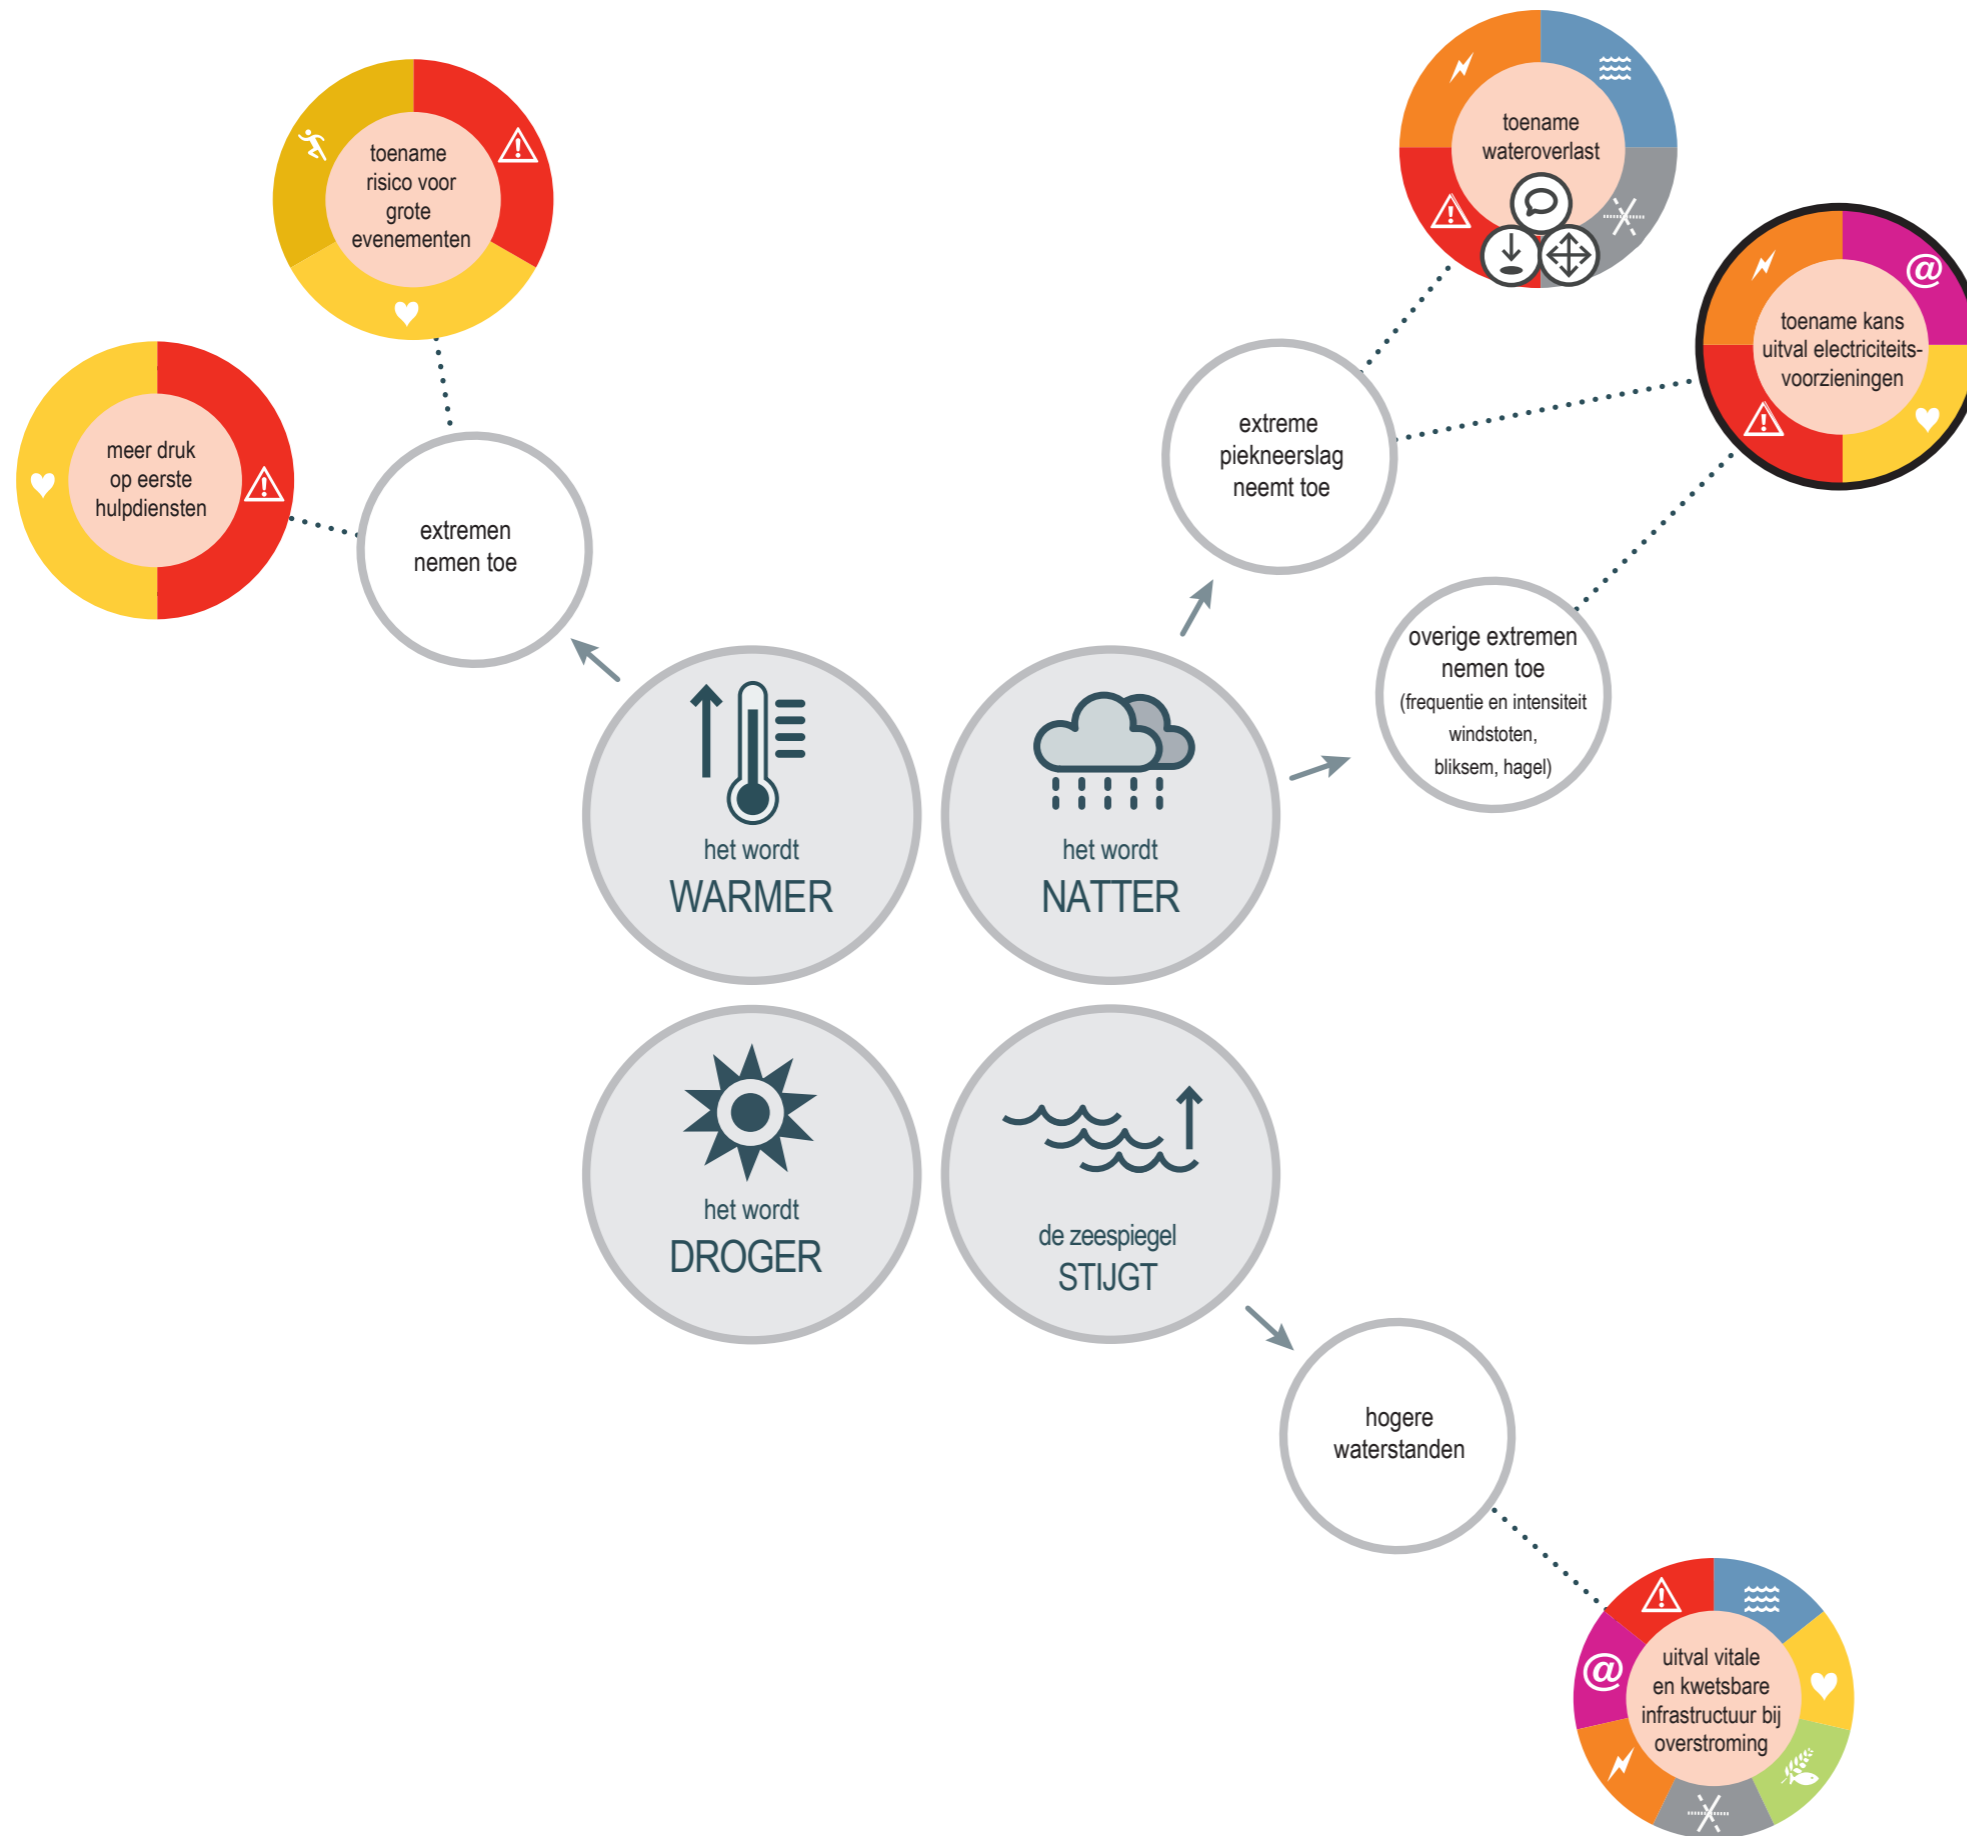 toename
risico voor
grote
evenementen
meer druk
op eerste
hulpdiensten
extremen
nemen toe
toename
wateroverlast
@
toename kans
uitval electriciteits-
voorzieningen
extreme
piekneerslag
neemt toe
overige extremen
nemen toe
(frequentie en intensiteit
windstoten,
bliksem, hagel)
het wordt
WARMER
het wordt
NATTER
het wordt
DROGER
de zeespiegel
STIJGT
hogere
waterstanden
@
uitval vitale
en kwetsbare
infrastructuur bij
overstroming